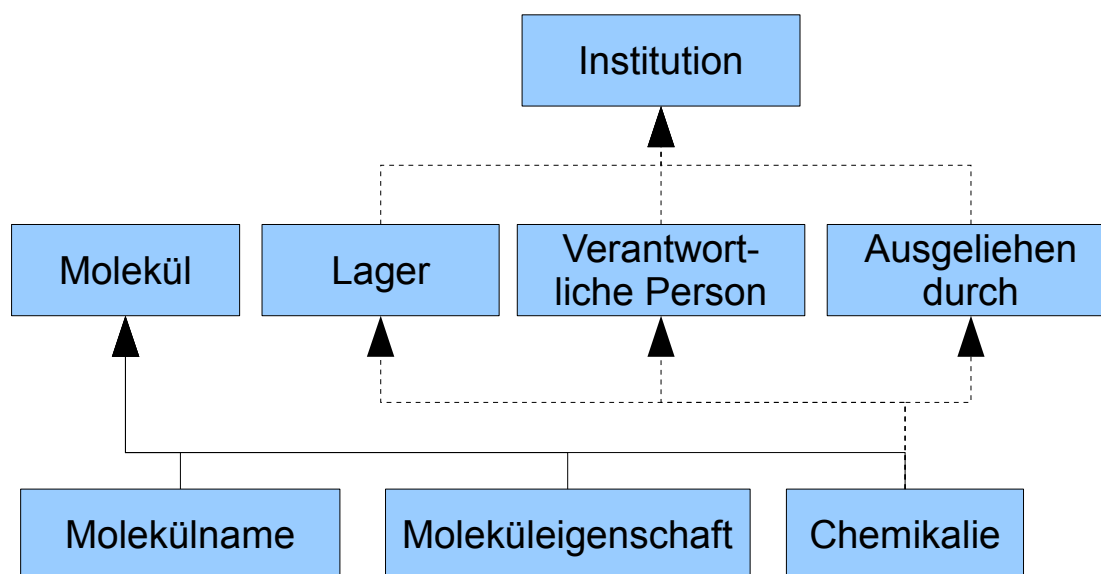 Institution
Molekül
Lager
Verantwort-
liche Person
Ausgeliehen
durch
Molekülname
Moleküleigenschaft
Chemikalie